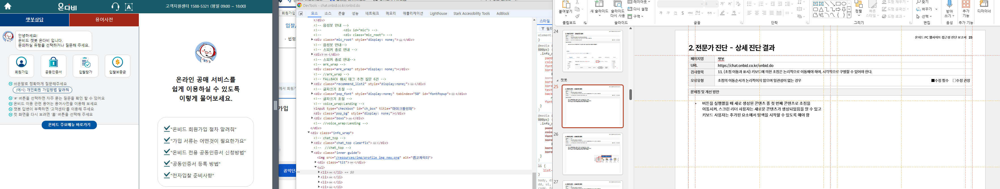 온다비
고객지원센터 1588-5321 (평일 09:00 ~ 18:00)
챗봇상담
용어사전
안녕하세요!
온비드 챗봇 온다비 입니다.
문의하실 유형을 선택하거나 질문해 주세요.
회원가입
공동인증서
입찰참가
입찰보증금
쉬운말로 정확하게 질문해주세요
(예시) 개인회원 가입방법 알려줘
'#' 버튼을 선택하면 자주 묻는 질문을 확인 할 수 있어요
온비드 이용 관련 용어는 용어사전을 이용해 보세요
챗봇 답변이 부족하면 '고객센터'를 이용해 주세요
첫 화면을 다시 보려면 '홈' 버튼을 선택해 주세요
온비드 주요메뉴 바로가기
온라인 공매 서비스를
쉽게 이용하실 수 있도록
이렇게 물어보세요.
"온비드 회원가입 절차 알려줘"
"가입 서류는 어떤것이 필요한가요"
"온비드 전용 공동인증서 신청방법"
"공동인증서 등록 방법"
"전자입찰 준비사항"
회원가입
입찰/
· 법령
에서 회원가
가입
공익단
DevTools - chat.onbid.co.kr/onbid.do
요소 소스 콘솔 성능 네트워크 메모리 애플리케이션 Lighthouse Stark Accessibility Tools AdBlock
</div>
<!-- 음성봇 안내 -->
<!-- <div id="mic"> -->
<!-- <div class="mic_root"> -->
<div class="mic_root" style="display: none;">…</div>
<!-- 음성봇 안내-->
<!-- 스피커 종료 안내 -->
<div>…</div>
<!-- 스피커 종료 안내-->
<!-- ark_wrap -->
<div class="ark_wrap" style="display: none;"></div>
<!-- //ark_wrap -->
<!-- FALLBACK 해시 태그 추천 질문 6건 -->
<div class="recommend_list2" style="display:none;">…</div>
<!-- 글자크기 조절 -->
<div class="pop_font" style="display:none;" tabindex="50" id="fontPopup">…</div>
<!-- 글자크기 조절 -->
<!-- voice_wrap:Landing -->
<input type="checkbox" id="ch_box" title="마이크활성화">
<div class="pop_bg" style="display: none;"></div>
<div class="boxs">…</div>
<!-- //voice_wrap:Landing -->
</div>
<div class="info_wrap">
<!-- chat_top -->
<div class="chat_top clearfix">…</div>
<!-- //chat_top -->
<div class="inner guide">
<img src="/resources/img/profile_img_new.png" alt="캠코캐릭터">
<div class="tit">…</div>
<ul>
<li>…</li> == $0
<li>…</li>
<li>…</li>
<li>…</li>
스타일
필터
element.
}
@media (
800px)
.info_w
padd
colo
font
bord
bord
bord
text
back
font
}
}
@media (
800px)
.info_w
padd
colo
font
bord
bord
bord
}
}
li {
list-
}
body, di
dd, ul,
붙여넣기
클립보드
새 슬라이드
슬라이드 다시 사용
레이아웃
다시 설정
구역
슬라이드
글꼴
단락
정렬
빠른 스타일
도형 채우기
도형 윤곽선
도형 효과
그리기
찾기
바꾸기
선택
편집
받아 쓰기
음성
추가 기능
추가 기능
디자이너
24
챗봇
25
26
27
온비드 PC 웹사이트 접근성 진단 보고서 25
2. 전문가 진단 - 상세 진단 결과
페이지명 챗봇
URL https://chat.onbid.co.kr/onbid.do
검사항목 11. (초점 이동과 표시) 키보드에 의한 초점은 논리적으로 이동해야 하며, 시각적으로 구별할 수 있어야 한다.
오류유형 초점의 이동순서가 논리적이지 않으며 일관성이 없는 경우 ■수정 필수 □수정 권장
문제점 및 개선 방안
• 버튼을 실행했을 때 새로 생성된 콘텐츠 중 첫 번째 콘텐츠로 초점을
이동시켜, 스크린 리더 사용자는 새로운 콘텐츠가 생성되었음을 알 수 있고
키보드 사용자는 추가된 요소에서 탐색을 시작할 수 있도록 해야 함